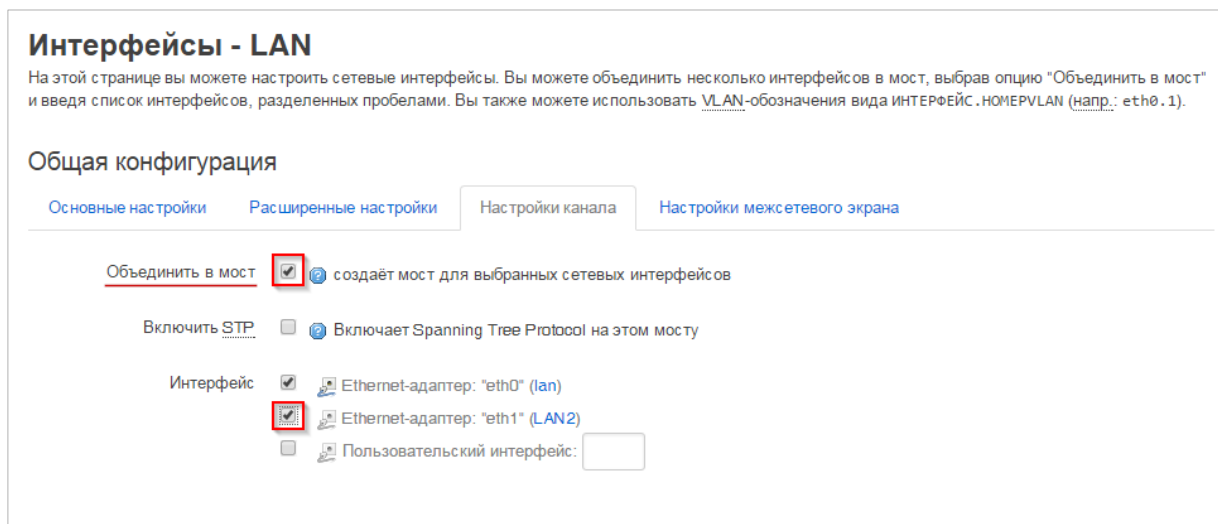 Интерфейсы - LAN
На этой странице вы можете настроить сетевые интерфейсы. Вы можете объединить несколько интерфейсов в мост, выбрав опцию "Объединить в мост"
и введя список интерфейсов, разделенных пробелами. Вы также можете использовать VLAN-обозначения вида ИНТЕРФЕЙС.НОМЕРVLAN (напр.: eth0.1).
Общая конфигурация
Основные настройки Расширенные настройки Настройки канала Настройки межсетевого экрана
Объединить в мост создаёт мост для выбранных сетевых интерфейсов
Включить STP Включает Spanning Tree Protocol на этом мосту
Интерфейс Ethernet-адаптер: "eth0" (lan)
Ethernet-адаптер: "eth1" (LAN2)
Пользовательский интерфейс: